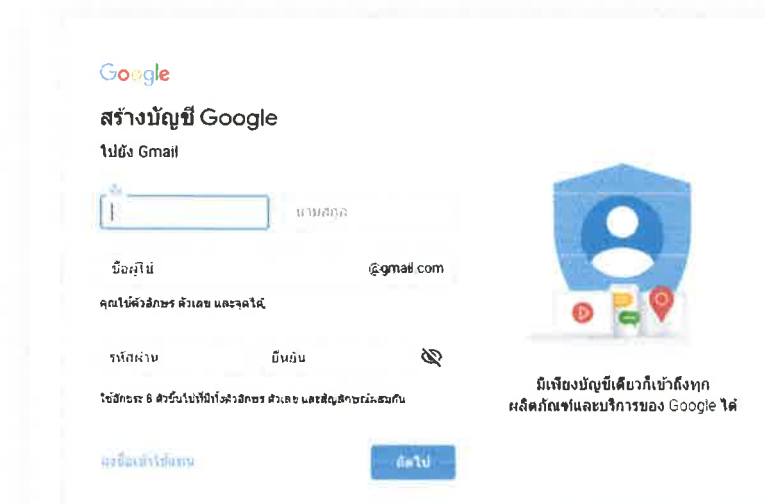 Google
สร้างบัญชี Google
ไปยัง Gmail
ชื่อ
นามสกุล
ชื่อผู้ใช้
@gmail.com
คุณใช้ตัวอักษร ตัวเลข และจุดได้
รหัสผ่าน
ยืนยัน
ใช้อักขระ 8 ตัวขึ้นไปที่มีทั้งตัวอักษร ตัวเลข และสัญลักษณ์ผสมกัน
ลงชื่อเข้าใช้แทน
ถัดไป
มีเพียงบัญชีเดียวก็เข้าถึงทุก
ผลิตภัณฑ์และบริการของ Google ได้